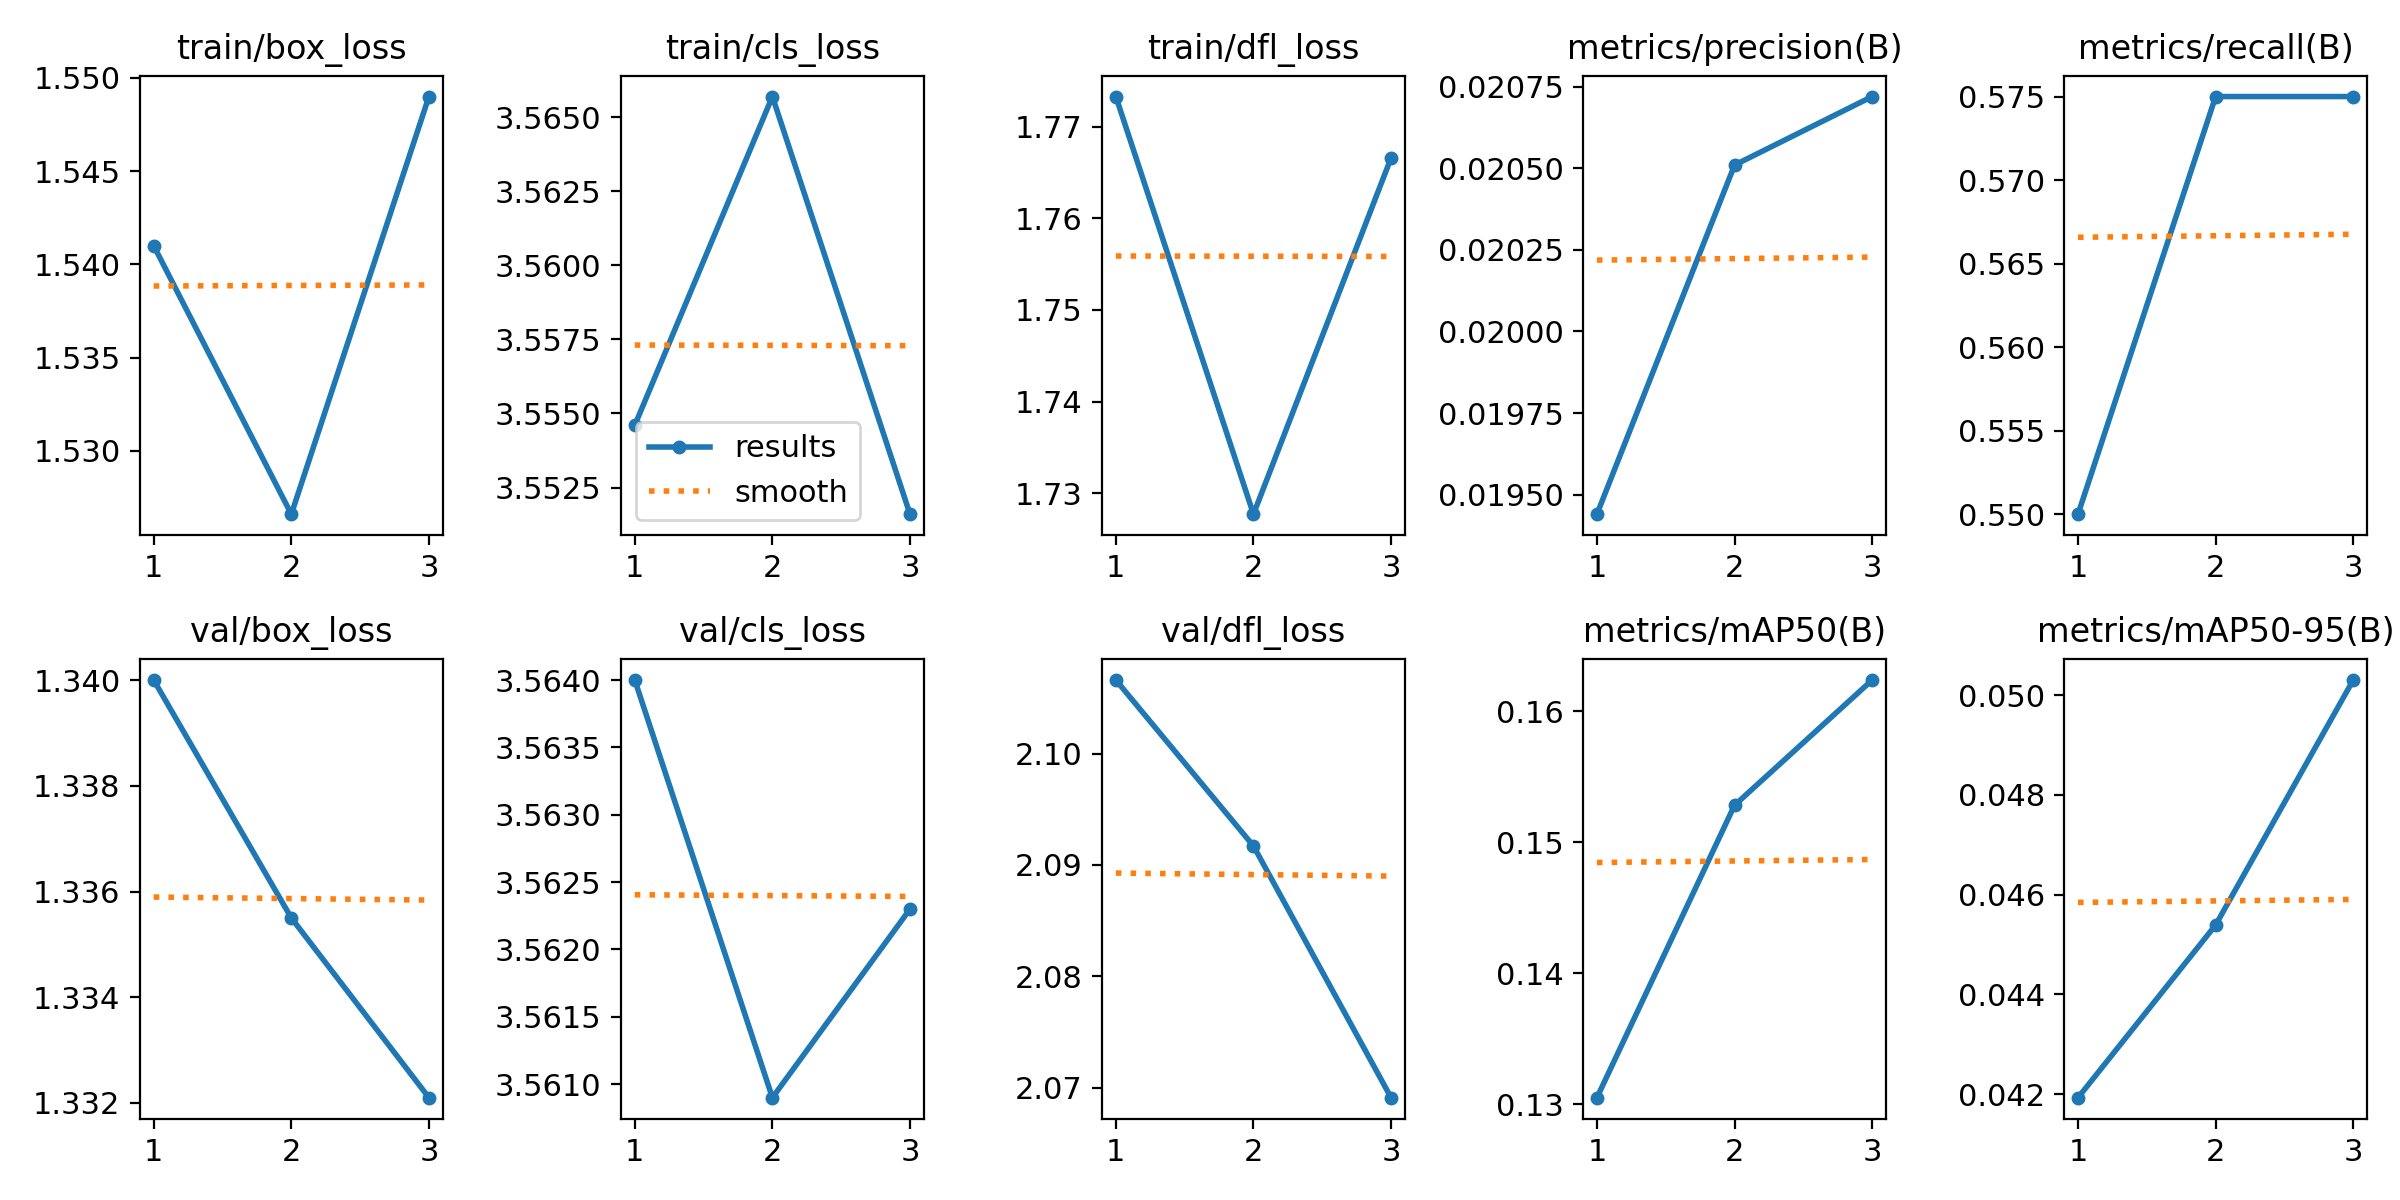 train/box_loss
1.550
1.545
1.540
1.535
1.530
1 2 3
train/cls_loss
3.5650
3.5625
3.5600
3.5575
3.5550
3.5525
results
smooth
1 2 3
train/dfl_loss
1.77
1.76
1.75
1.74
1.73
1 2 3
metrics/precision(B)
0.02075
0.02050
0.02025
0.02000
0.01975
0.01950
1 2 3
metrics/recall(B)
0.575
0.570
0.565
0.560
0.555
0.550
1 2 3
val/box_loss
1.340
1.338
1.336
1.334
1.332
1 2 3
val/cls_loss
3.5640
3.5635
3.5630
3.5625
3.5620
3.5615
3.5610
1 2 3
val/dfl_loss
2.10
2.09
2.08
2.07
1 2 3
metrics/mAP50(B)
0.16
0.15
0.14
0.13
1 2 3
metrics/mAP50-95(B)
0.050
0.048
0.046
0.044
0.042
1 2 3